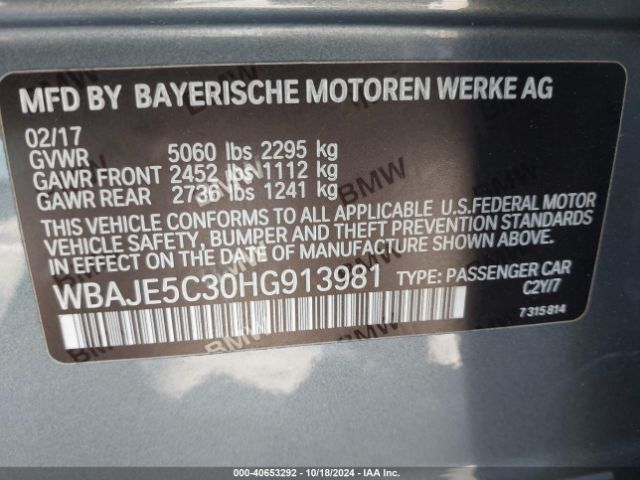 MFD BY BAYERISCHE MOTOREN WERKE AG
02/17
GVWR 5060 lbs 2295 kg
GAWR FRONT 2452 lbs 1112 kg
GAWR REAR 2736 lbs 1241 kg
THIS VEHICLE CONFORMS TO ALL APPLICABLE U.S.FEDERAL MOTOR
VEHICLE SAFETY, BUMPER AND THEFT PREVENTION STANDARDS
IN EFFECT ON THE DATE OF MANUFACTURE SHOWN ABOVE.
WBAJE5C30HG913981 TYPE: PASSENGER CAR
C2Y/7
7315814
000-40653292 - 10/18/2024 - IAAI.COM